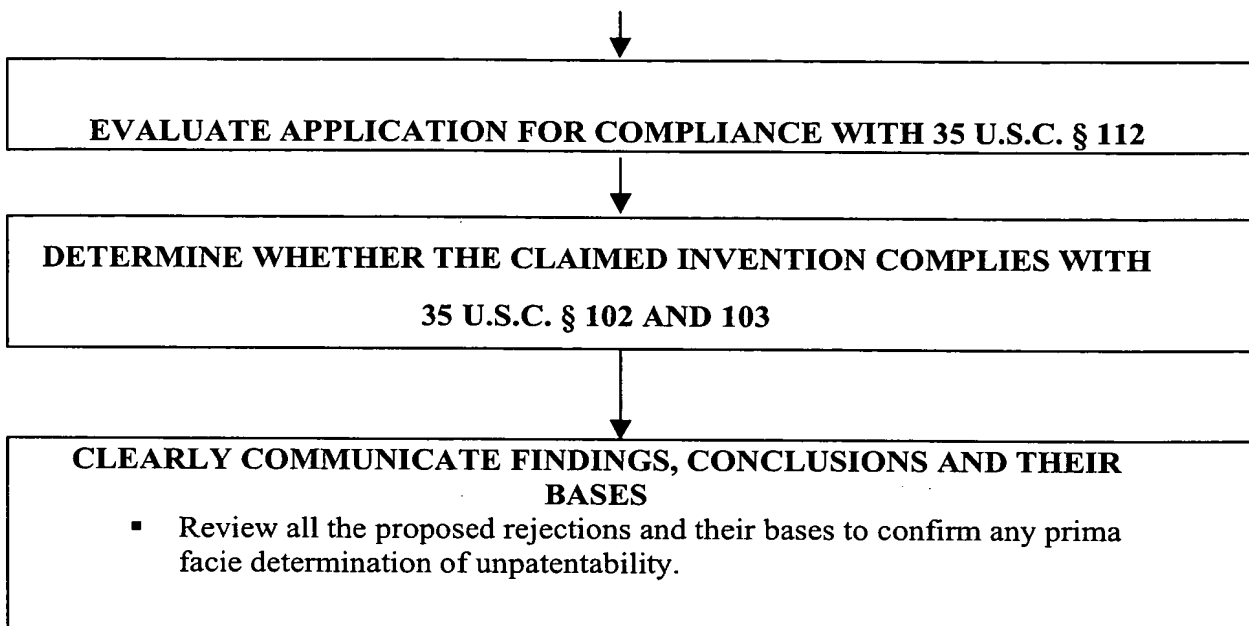 EVALUATE APPLICATION FOR COMPLIANCE WITH 35 U.S.C. § 112
DETERMINE WHETHER THE CLAIMED INVENTION COMPLIES WITH
35 U.S.C. § 102 AND 103
CLEARLY COMMUNICATE FINDINGS, CONCLUSIONS AND THEIR
BASES
▪ Review all the proposed rejections and their bases to confirm any prima
facie determination of unpatentability.